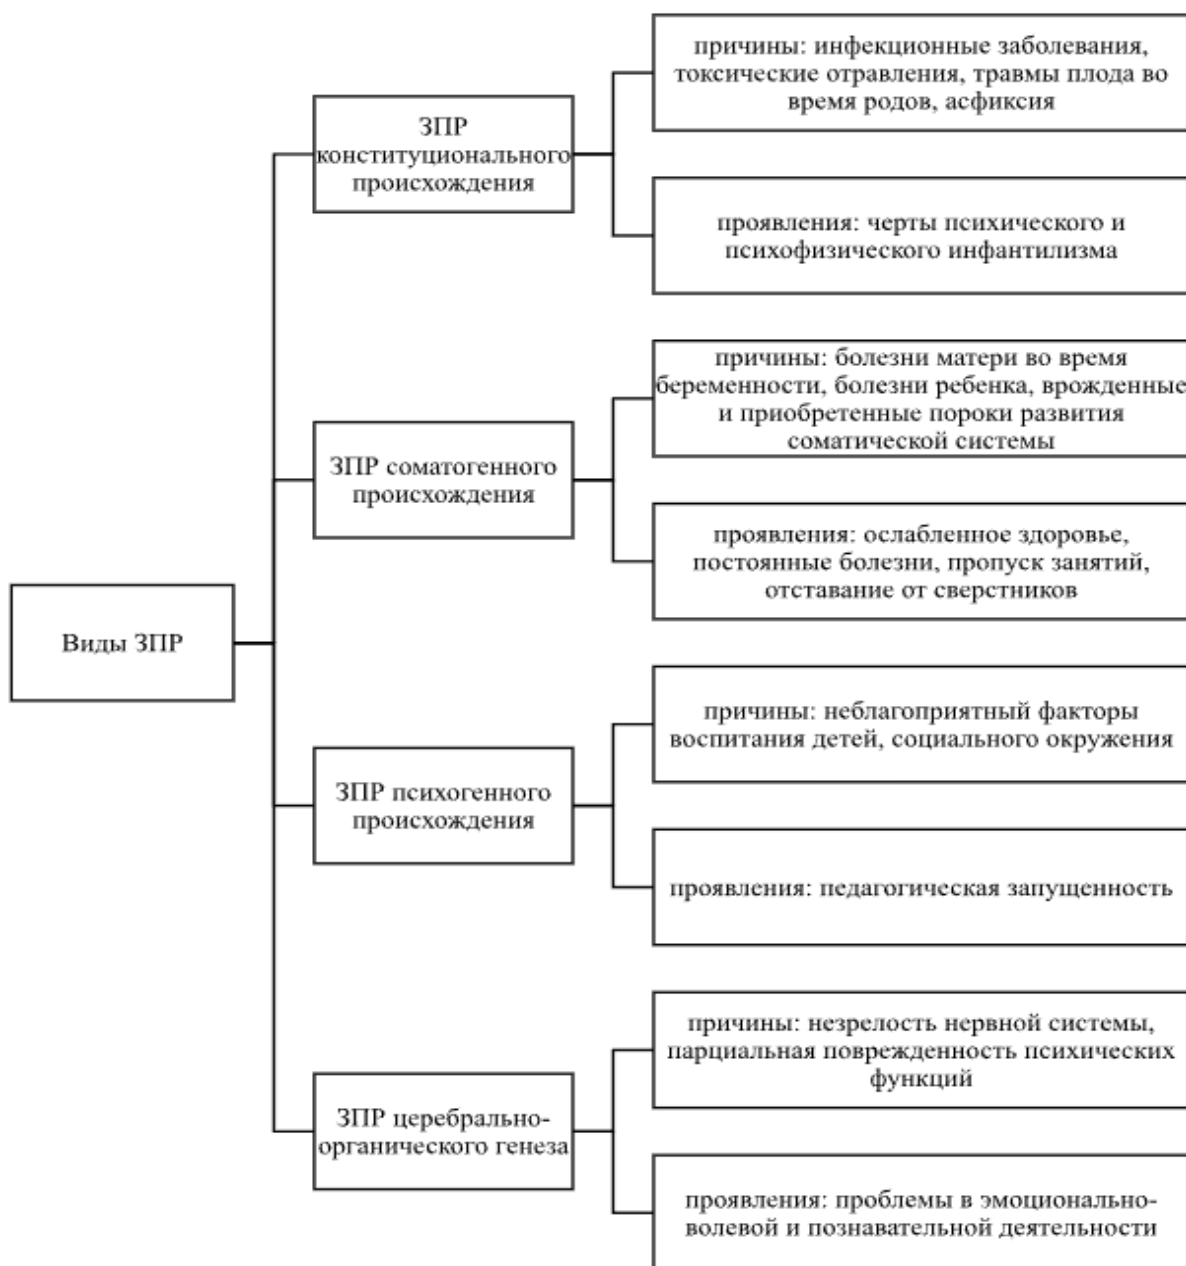 Виды ЗПР
ЗПР
конституционального
происхождения
причины: инфекционные заболевания,
токсические отравления, травмы плода во
время родов, асфиксия
проявления: черты психического и
психофизического инфантилизма
ЗПР соматогенного
происхождения
причины: болезни матери во время
беременности, болезни ребенка, врожденные
и приобретенные пороки развития
соматической системы
проявления: ослабленное здоровье,
постоянные болезни, пропуск занятий,
отставание от сверстников
ЗПР психогенного
происхождения
причины: неблагоприятный факторы
воспитания детей, социального окружения
проявления: педагогическая запущенность
ЗПР церебрально-
органического генеза
причины: незрелость нервной системы,
парциальная поврежденность психических
функций
проявления: проблемы в эмоционально-
волевой и познавательной деятельности